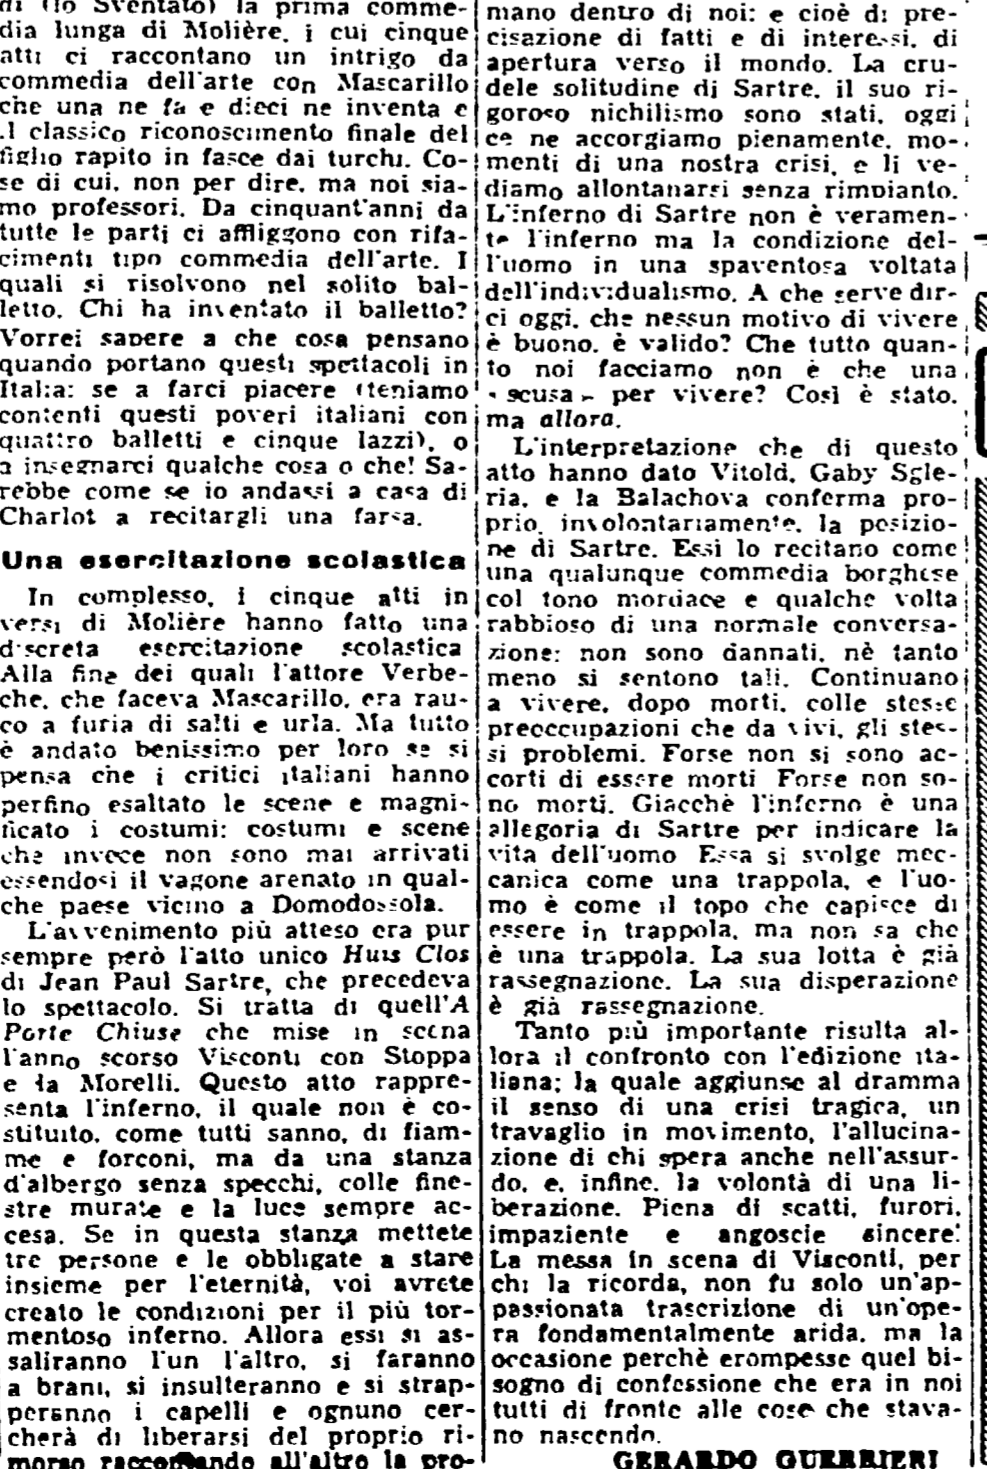 di (lo Sventato) la prima comme-
dia lunga di Molière, i cui cinque
atti ci raccontano un intrigo da
commedia dell'arte con Mascarillo
che una ne fa e dieci ne inventa e
il classico riconoscimento finale del
figlio rapito in fasce dai turchi. Co-
se di cui, non per dire, ma noi sia-
mo professori. Da cinquant'anni da
tutte le parti ci affliggono con rifa-
cimenti tipo commedia dell'arte. I
quali si risolvono nel solito bal-
letto. Chi ha inventato il balletto?
Vorrei sapere a che cosa pensano
quando portano questi spettacoli in
Italia: se a farci piacere (teniamo
contenti questi poveri italiani con
quattro balletti e cinque lazzi), o
a insegnarci qualche cosa o che! Sa-
rebbe come se io andassi a casa di
Charlot a recitargli una farsa.
Una esercitazione scolastica
In complesso, i cinque atti in
versi di Molière hanno fatto una
discreta esercitazione scolastica
Alla fine dei quali l'attore Verbe-
che, che faceva Mascarillo, era rau-
co a furia di salti e urla. Ma tutto
è andato benissimo per loro se si
pensa che i critici italiani hanno
perfino esaltato le scene e magni-
ficato i costumi: costumi e scene
che invece non sono mai arrivati
essendosi il vagone arenato in qual-
che paese vicino a Domodossola.
L'avvenimento più atteso era pur
sempre però l'atto unico Huis Clos
di Jean Paul Sartre, che precedeva
lo spettacolo. Si tratta di quell'A
Porte Chiuse che mise in scena
l'anno scorso Visconti con Stoppa
e la Morelli. Questo atto rappre-
senta l'inferno, il quale non è co-
stituito, come tutti sanno, di fiam-
me e forconi, ma da una stanza
d'albergo senza specchi, colle fine-
stre murate e la luce sempre ac-
cesa. Se in questa stanza mettete
tre persone e le obbligate a stare
insieme per l'eternità, voi avrete
creato le condizioni per il più tor-
mentoso inferno. Allora essi si as-
saliranno l'un l'altro, si faranno
a brani, si insulteranno e si strap-
peranno i capelli e ognuno cer-
cherà di liberarsi del proprio ri-
morso raccontando all'altro la pro-
mano dentro di noi: e cioè di pre-
cisazione di fatti e di interessi, di
apertura verso il mondo. La cru-
dele solitudine di Sartre, il suo ri-
goroso nichilismo sono stati, oggi
ce ne accorgiamo pienamente, mo-
menti di una nostra crisi, e li ve-
diamo allontanarsi senza rimpianto.
L'inferno di Sartre non è veramen-
te l'inferno ma la condizione del-
l'uomo in una spaventosa voltata
dell'individualismo. A che serve dir-
ci oggi, che nessun motivo di vivere
è buono, è valido? Che tutto quan-
to noi facciamo non è che una
« scusa » per vivere? Così è stato,
ma allora.
L'interpretazione che di questo
atto hanno dato Vitold, Gaby Sgle-
ria, e la Balachova conferma pro-
prio, involontariamente, la posizio-
ne di Sartre. Essi lo recitano come
una qualunque commedia borghese
col tono mordace e qualche volta
rabbioso di una normale conversa-
zione: non sono dannati, nè tanto
meno si sentono tali. Continuano
a vivere, dopo morti, colle stesse
preoccupazioni che da vivi, gli stes-
si problemi. Forse non si sono ac-
corti di essere morti Forse non so-
no morti. Giacchè l'inferno è una
allegoria di Sartre per indicare la
vita dell'uomo Essa si svolge mec-
canica come una trappola, e l'uo-
mo è come il topo che capisce di
essere in trappola, ma non sa che
è una trappola. La sua lotta è già
rassegnazione. La sua disperazione
è già rassegnazione.
Tanto più importante risulta al-
lora il confronto con l'edizione ita-
liana; la quale aggiunse al dramma
il senso di una crisi tragica, un
travaglio in movimento, l'allucina-
zione di chi spera anche nell'assur-
do, e, infine, la volontà di una li-
berazione. Piena di scatti, furori,
impaziente e angoscie sincere.
La messa in scena di Visconti, per
chi la ricorda, non fu solo un'ap-
passionata trascrizione di un'ope-
ra fondamentalmente arida, ma la
occasione perchè erompesse quel bi-
sogno di confessione che era in noi
tutti di fronte alle cose che stava-
no nascendo.
GERARDO GUERRIERI